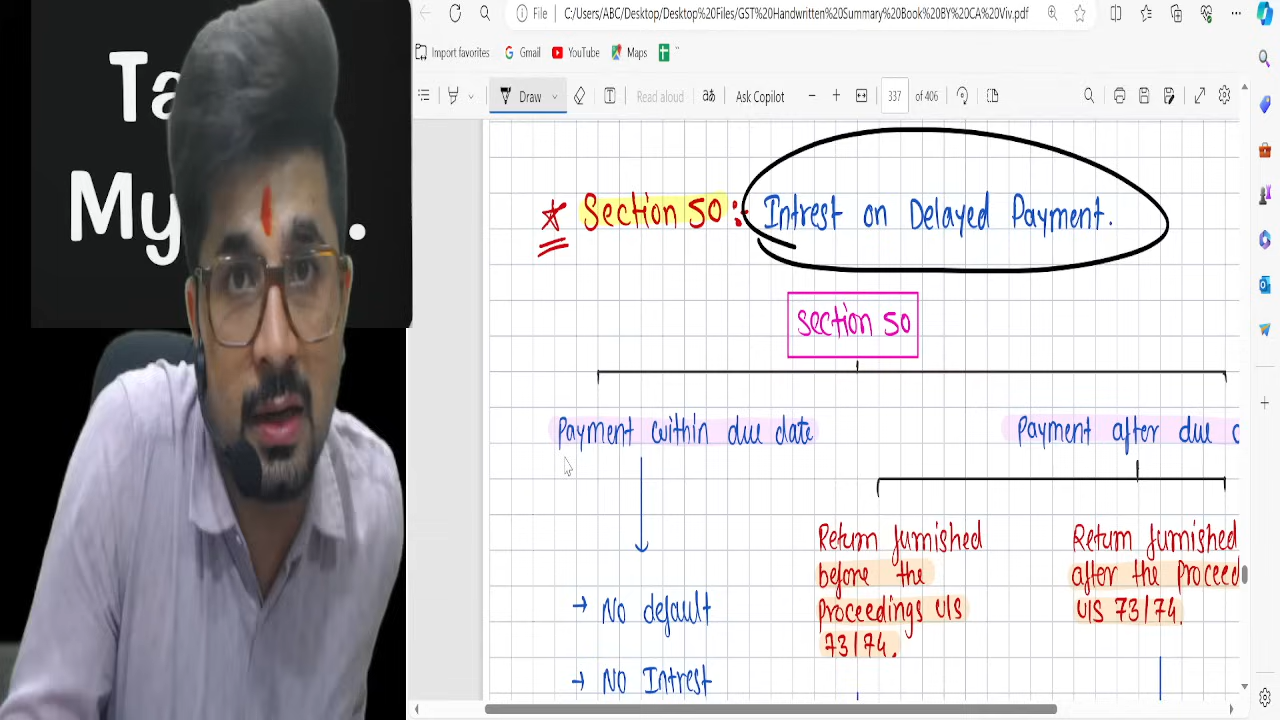 Ta
My
.
File
C:/Users/ABC/Desktop/Desktop%20Files/GST%20Handwritten%20Summary%20Book%20BY%20CA%20Viv.pdf
Import favorites
Gmail
YouTube
Maps
Draw
Read aloud
Ask Copilot
337 of 406
Section 50 :- Intrest on Delayed Payment.
Section 50
Payment within due date
Payment after due
→ No default
→ No Intrest
Return furnished
before the
Proceedings U/S
73/74.
Return furnished
after the Proceed
U/S 73/74.